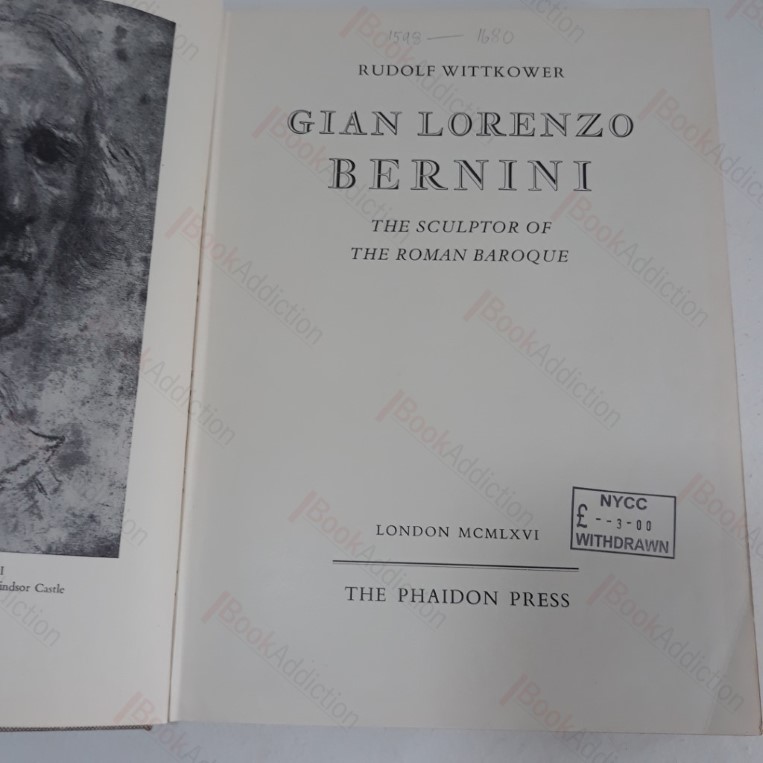 I
indsor Castle
1598 — 1680
RUDOLF WITTKOWER
GIAN LORENZO
BERNINI
THE SCULPTOR OF
THE ROMAN BAROQUE
LONDON MCMLXVI
THE PHAIDON PRESS
NYCC
£ --3-00
WITHDRAWN
BookAddiction